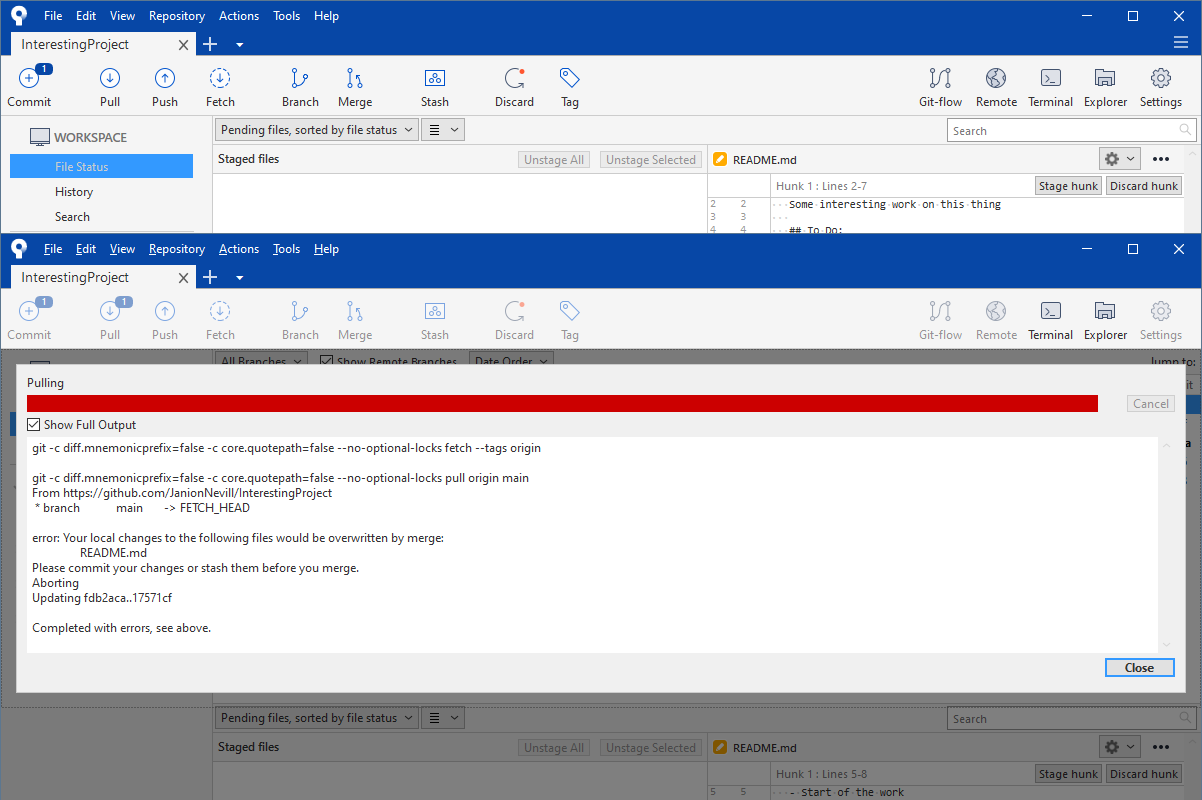 File Edit View Repository Actions Tools Help
InterestingProject
1
Commit Pull Push Fetch Branch Merge Stash Discard Tag Git-flow Remote Terminal Explorer Settings
WORKSPACE
File Status
History
Search
Pending files, sorted by file status
Search
Staged files
Unstage All
Unstage Selected
README.md
Hunk 1 : Lines 2-7
Stage hunk
Discard hunk
2 2 Some interesting work on this thing
3 3
4 4 ## To Do:
File Edit View Repository Actions Tools Help
InterestingProject
1 1
Commit Pull Push Fetch Branch Merge Stash Discard Tag Git-flow Remote Terminal Explorer Settings
All Branches
Show Remote Branches
Date Order
Jump to:
Pulling
Cancel
Show Full Output
git -c diff.mnemonicprefix=false -c core.quotepath=false --no-optional-locks fetch --tags origin
git -c diff.mnemonicprefix=false -c core.quotepath=false --no-optional-locks pull origin main
From https://github.com/JanionNevill/InterestingProject
* branch main -> FETCH_HEAD
error: Your local changes to the following files would be overwritten by merge:
README.md
Please commit your changes or stash them before you merge.
Aborting
Updating fdb2aca..17571cf
Completed with errors, see above.
Close
Pending files, sorted by file status
Search
Staged files
Unstage All
Unstage Selected
README.md
Hunk 1 : Lines 5-8
Stage hunk
Discard hunk
5 5 - Start of the work